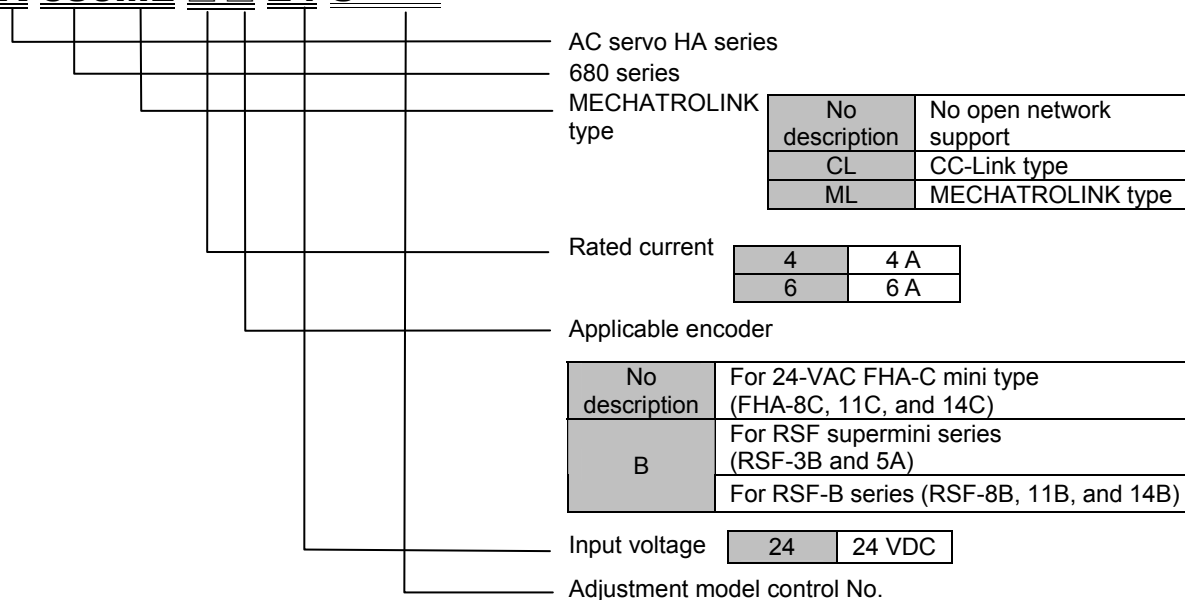 AC servo HA series
680 series
MECHATROLINK type
No description No open network support
CL CC-Link type
ML MECHATROLINK type
Rated current
4 4 A
6 6 A
Applicable encoder
No description For 24-VAC FHA-C mini type
(FHA-8C, 11C, and 14C)
B For RSF supermini series
(RSF-3B and 5A)
For RSF-B series (RSF-8B, 11B, and 14B)
Input voltage 24 24 VDC
Adjustment model control No.